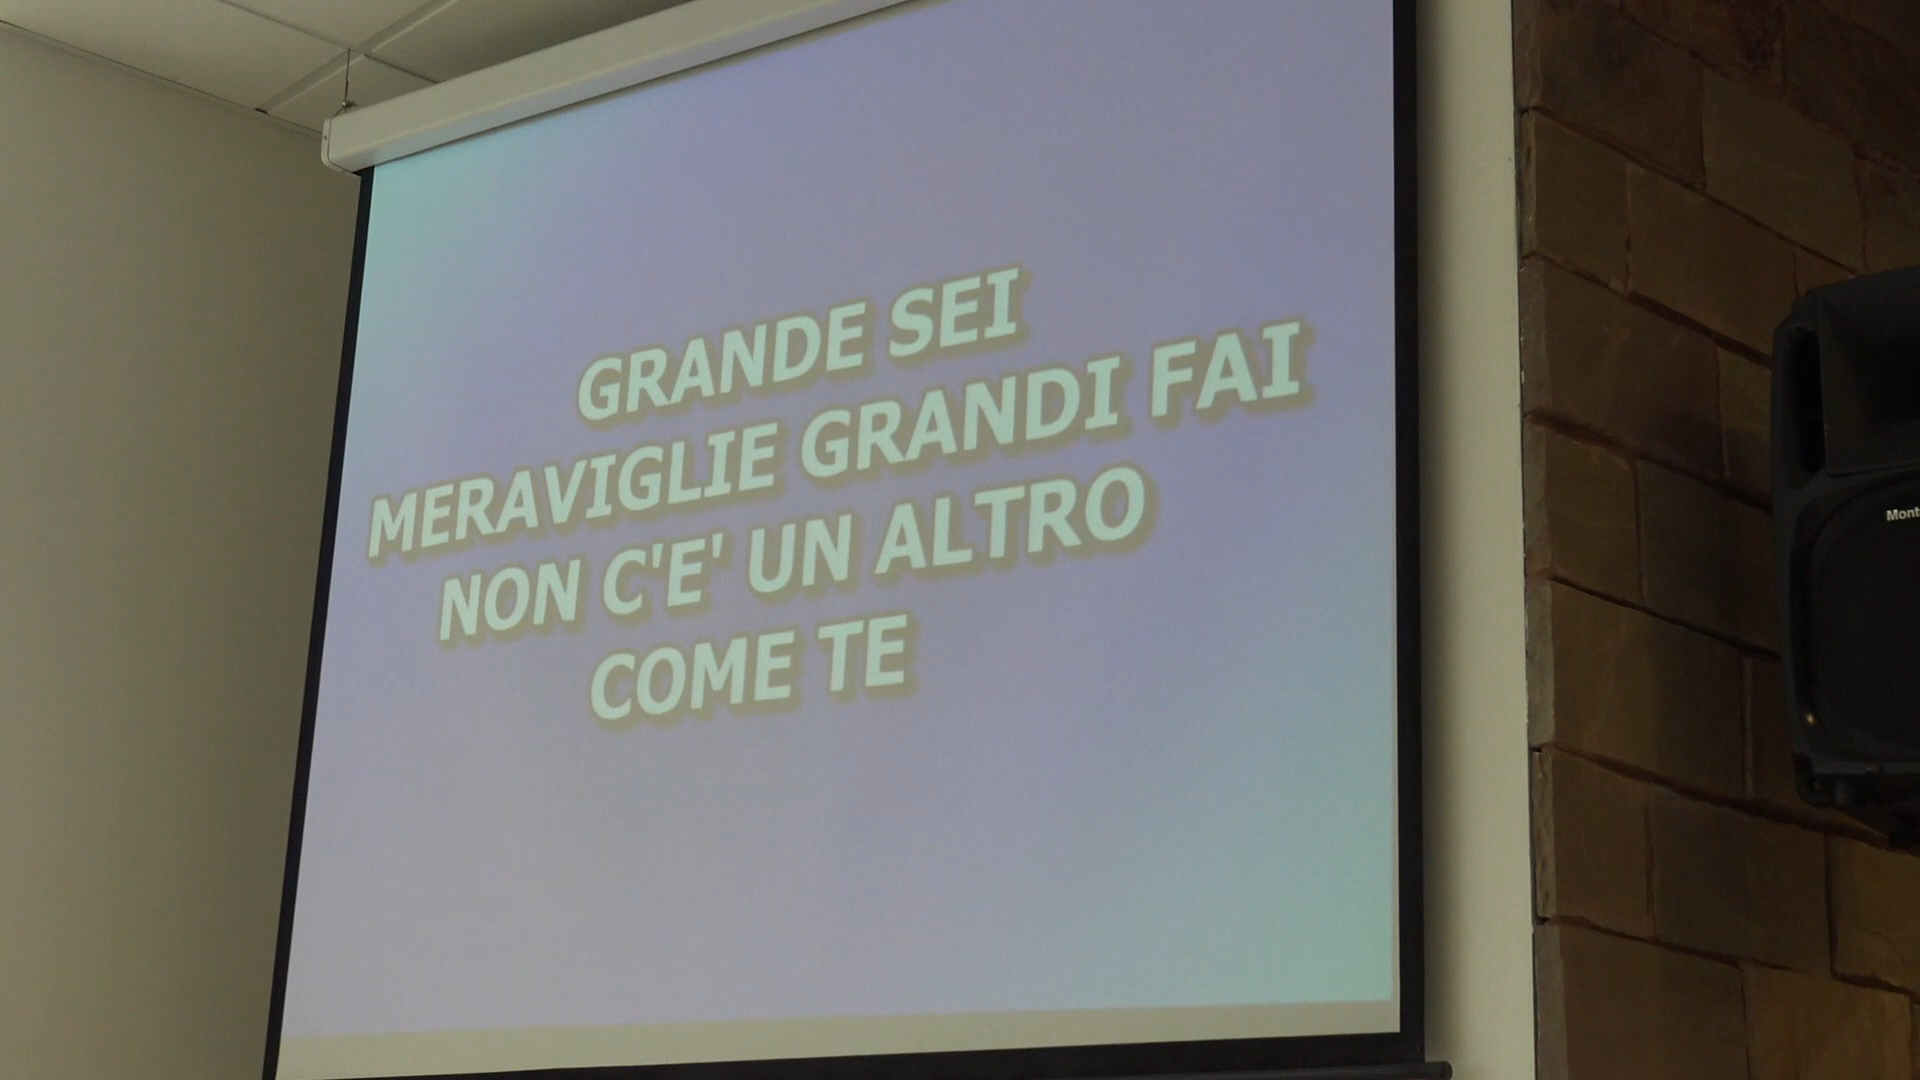 GRANDE SEI
MERAVIGLIE GRANDI FAI
NON C'E' UN ALTRO
COME TE